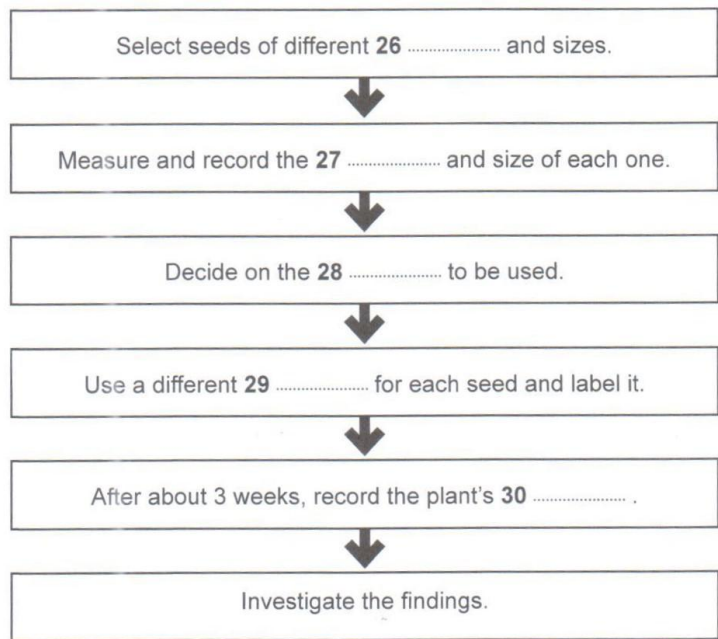 Select seeds of different 26 .................... and sizes.
Measure and record the 27 .................... and size of each one.
Decide on the 28 .................... to be used.
Use a different 29 .................... for each seed and label it.
After about 3 weeks, record the plant's 30 .................... .
Investigate the findings.